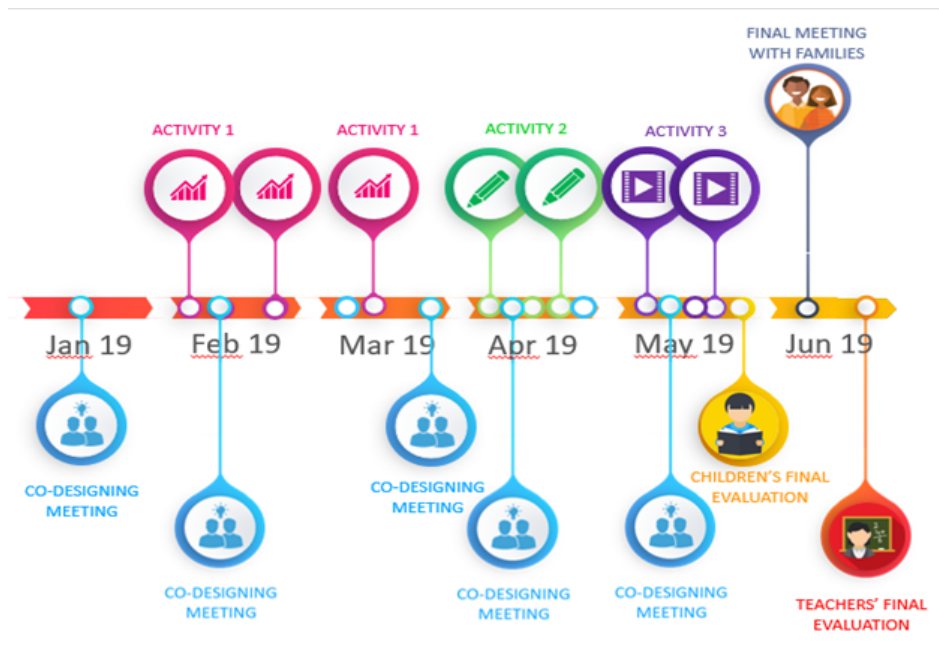 FINAL MEETING
WITH FAMILIES
ACTIVITY 1
ACTIVITY 1
ACTIVITY 2
ACTIVITY 3
Jan 19
Feb 19
Mar 19
Apr 19
May 19
Jun 19
CO-DESIGNING
MEETING
CO-DESIGNING
MEETING
CHILDREN’S FINAL
EVALUATION
CO-DESIGNING
MEETING
CO-DESIGNING
MEETING
CO-DESIGNING
MEETING
TEACHERS’ FINAL
EVALUATION